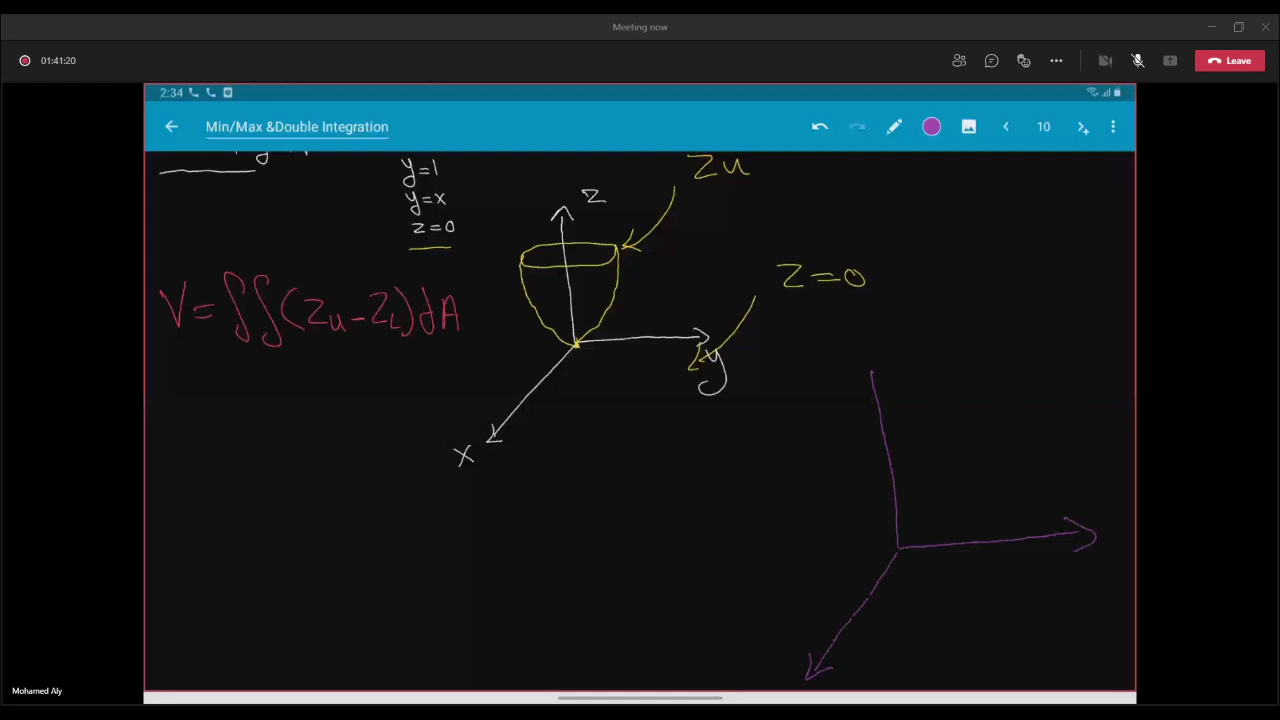 Meeting now
01:41:20
Leave
2:34
Min/Max &Double Integration
10
y=1
y=x
z=0
Zu
z
z=0
V=∫∫(Zu-ZL)dA
y
x
Mohamed Aly